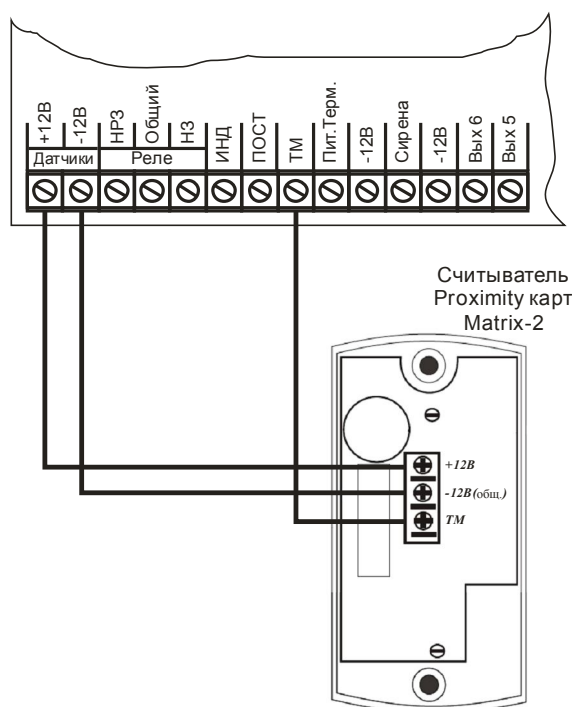 +12В
-12В
НРЗ
Общий
НЗ
ИНД
ПОСТ
ТМ
Пит.Терм.
-12В
Сирена
-12В
Вых 6
Вых 5
Датчики
Реле
Считыватель
Proximity карт
Matrix-2
+12В
-12В(общ.)
ТМ